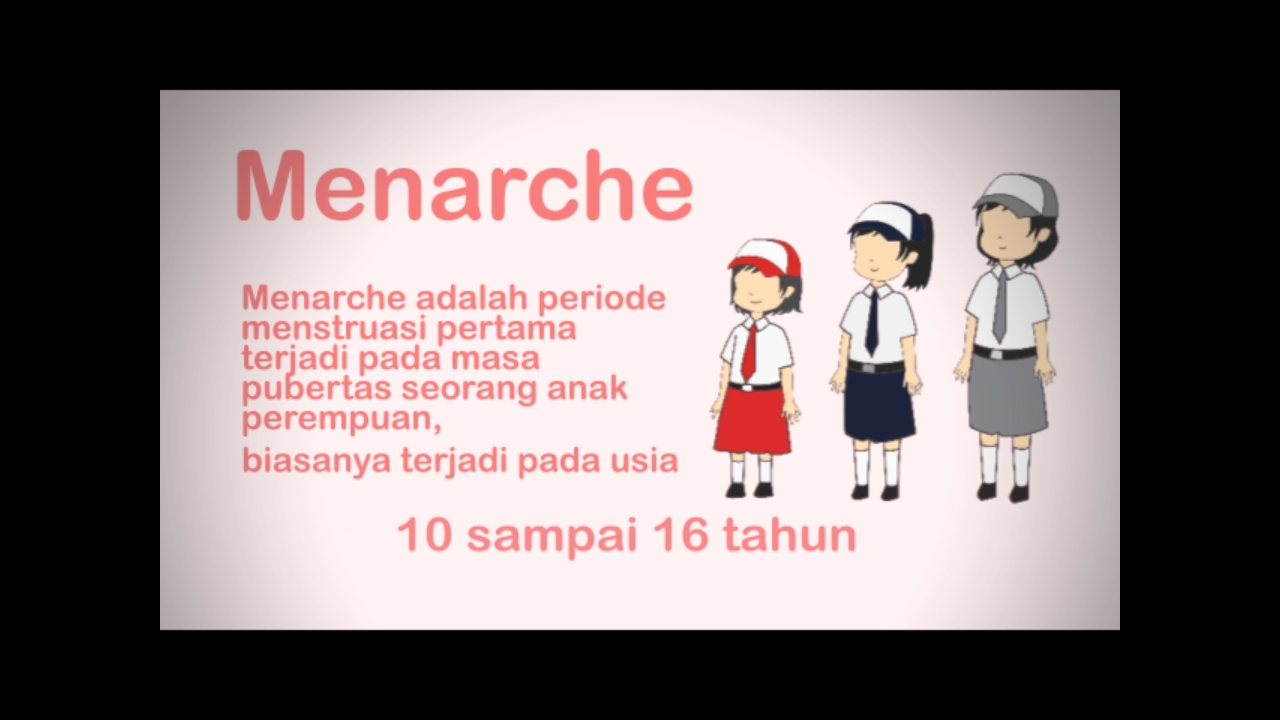 Menarche
Menarche adalah periode
menstruasi pertama
terjadi pada masa
pubertas seorang anak
perempuan,
biasanya terjadi pada usia
10 sampai 16 tahun